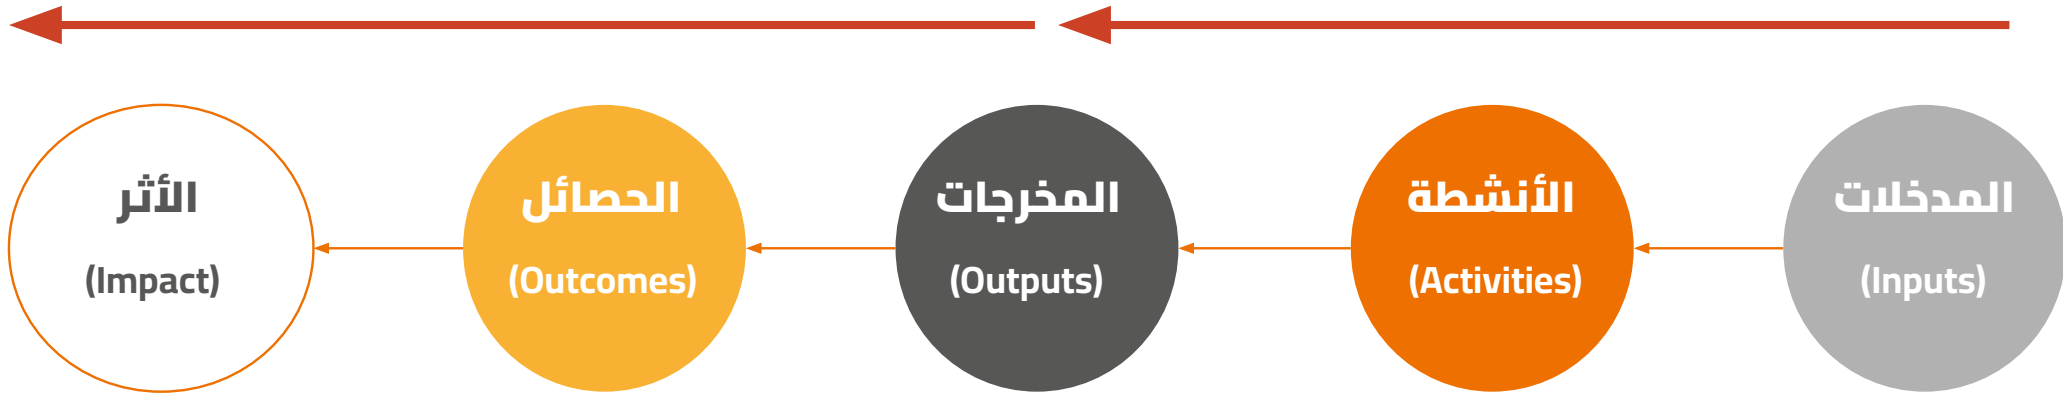 المدخلات
(Inputs)
الأنشطة
(Activities)
المخرجات
(Outputs)
الحصائل
(Outcomes)
الأثر
(Impact)